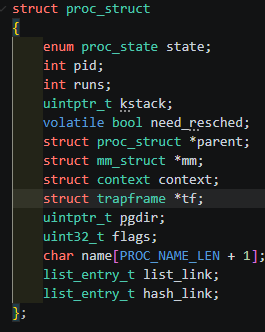 struct proc_struct
{
enum proc_state state;
int pid;
int runs;
uintptr_t kstack;
volatile bool need_resched;
struct proc_struct *parent;
struct mm_struct *mm;
struct context context;
struct trapframe *tf;
uintptr_t pgdir;
uint32_t flags;
char name[PROC_NAME_LEN + 1];
list_entry_t list_link;
list_entry_t hash_link;
};